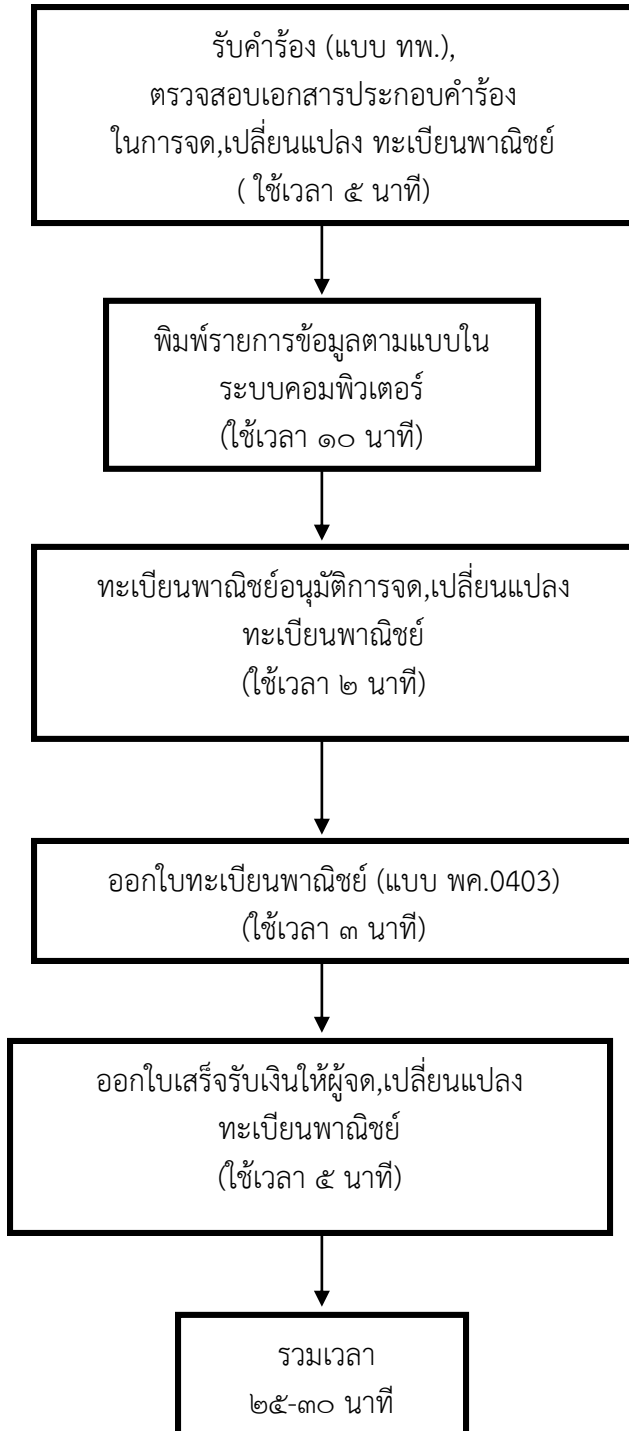 รับคำร้อง (แบบ ทพ.),
ตรวจสอบเอกสารประกอบคำร้อง
ในการจด,เปลี่ยนแปลง ทะเบียนพาณิชย์
( ใช้เวลา ๕ นาที)
พิมพ์รายการข้อมูลตามแบบใน
ระบบคอมพิวเตอร์
(ใช้เวลา ๑๐ นาที)
ทะเบียนพาณิชย์อนุมัติการจด,เปลี่ยนแปลง
ทะเบียนพาณิชย์
(ใช้เวลา ๒ นาที)
ออกใบทะเบียนพาณิชย์ (แบบ พค.0403)
(ใช้เวลา ๓ นาที)
ออกใบเสร็จรับเงินให้ผู้จด,เปลี่ยนแปลง
ทะเบียนพาณิชย์
(ใช้เวลา ๕ นาที)
รวมเวลา
๒๕-๓๐ นาที